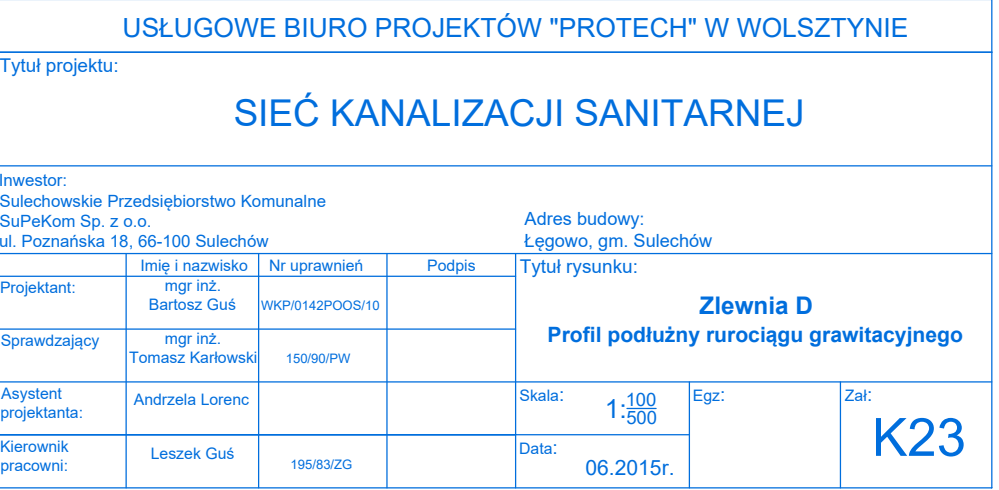 USŁUGOWE BIURO PROJEKTÓW "PROTECH" W WOLSZTYNIE
Tytuł projektu:
SIEĆ KANALIZACJI SANITARNEJ
Inwestor:
Sulechowskie Przedsiębiorstwo Komunalne
SuPeKom Sp. z o.o.
ul. Poznańska 18, 66-100 Sulechów
Adres budowy:
Łęgowo, gm. Sulechów
Imię i nazwisko
Nr uprawnień
Podpis
Projektant:
mgr inż.
Bartosz Guś
WKP/0142POOS/10
Sprawdzający
mgr inż.
Tomasz Karłowski
150/90/PW
Asystent
projektanta:
Andrzela Lorenc
Kierownik
pracowni:
Leszek Guś
195/83/ZG
Tytuł rysunku:
Zlewnia D
Profil podłużny rurociągu grawitacyjnego
Skala:
1:100/500
Data:
06.2015r.
Egz:
Zał:
K23